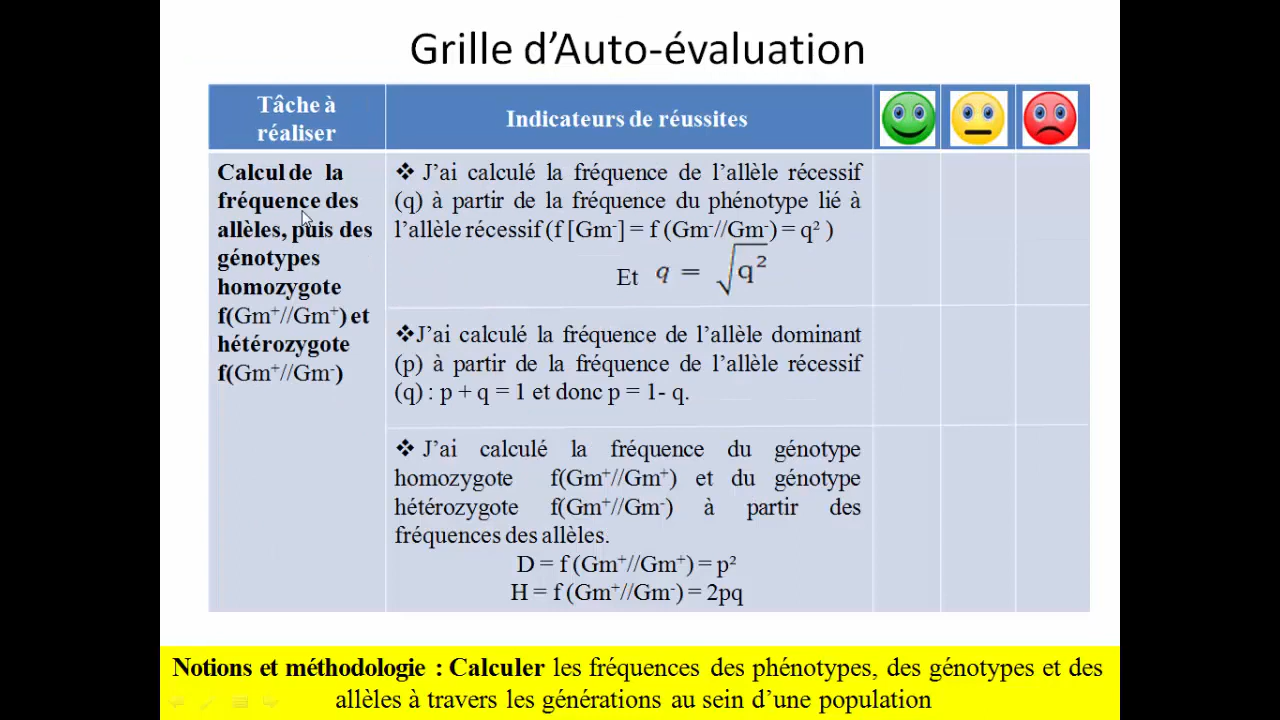 Grille d’Auto-évaluation
Tâche à
réaliser
Indicateurs de réussites
Calcul de la
fréquence des
allèles, puis des
génotypes
homozygote
f(Gm⁺//Gm⁺) et
hétérozygote
f(Gm⁺//Gm⁻)
❖ J’ai calculé la fréquence de l’allèle récessif
(q) à partir de la fréquence du phénotype lié à
l’allèle récessif (f [Gm⁻] = f (Gm⁻//Gm⁻) = q² )
Et q = √q²
❖J’ai calculé la fréquence de l’allèle dominant
(p) à partir de la fréquence de l’allèle récessif
(q) : p + q = 1 et donc p = 1- q.
❖ J’ai calculé la fréquence du génotype
homozygote f(Gm⁺//Gm⁺) et du génotype
hétérozygote f(Gm⁺//Gm⁻) à partir des
fréquences des allèles.
D = f (Gm⁺//Gm⁺) = p²
H = f (Gm⁺//Gm⁻) = 2pq
Notions et méthodologie : Calculer les fréquences des phénotypes, des génotypes et des
allèles à travers les générations au sein d’une population